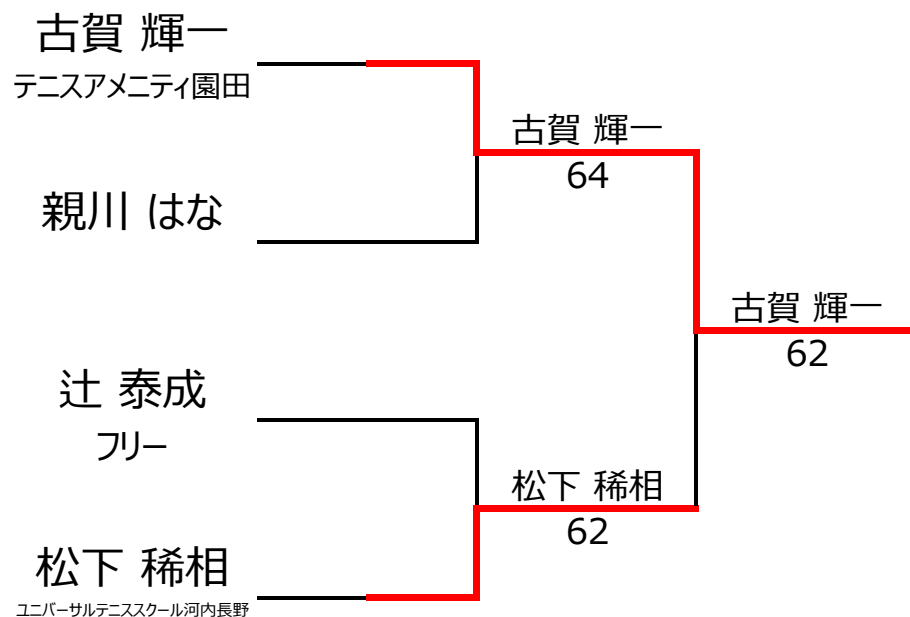 古賀 輝一
テニスアメニティ園田
古賀 輝一
64
親川 はな
古賀 輝一
62
辻 泰成
フリー
松下 稀相
62
松下 稀相
ユニバーサルテニススクール河内長野